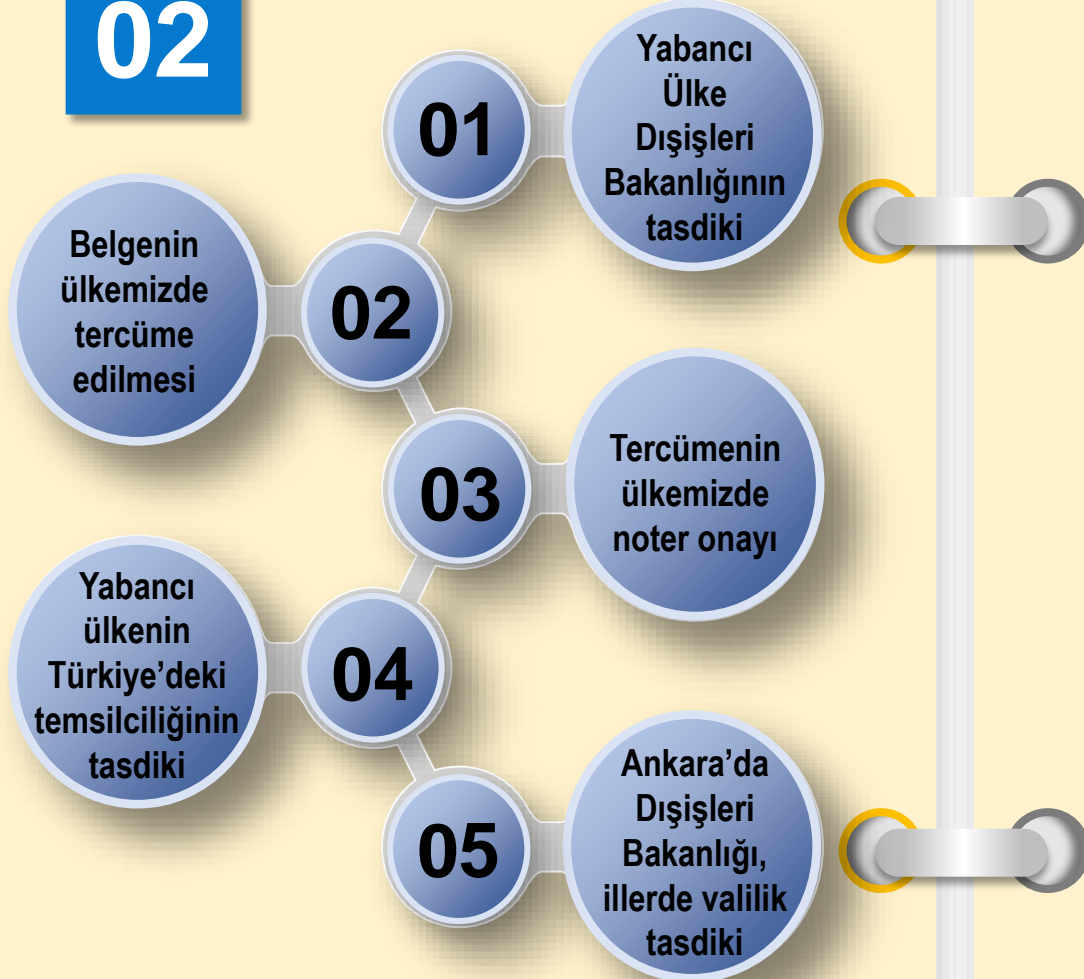 02
01
Yabancı
Ülke
Dışişleri
Bakanlığının
tasdiki
02
Belgenin
ülkemizde
tercüme
edilmesi
03
Tercümenin
ülkemizde
noter onayı
04
Yabancı
ülkenin
Türkiye’deki
temsilciliğinin
tasdiki
05
Ankara’da
Dışişleri
Bakanlığı,
illerde valilik
tasdiki